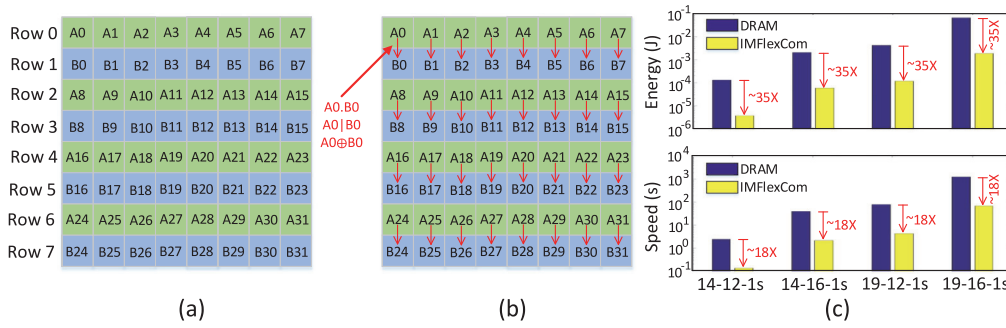 Row 0 A0 A1 A2 A3 A4 A5 A6 A7
Row 1 B0 B1 B2 B3 B4 B5 B6 B7
Row 2 A8 A9 A10 A11 A12 A13 A14 A15
Row 3 B8 B9 B10 B11 B12 B13 B14 B15
Row 4 A16 A17 A18 A19 A20 A21 A22 A23
Row 5 B16 B17 B18 B19 B20 B21 B22 B23
Row 6 A24 A25 A26 A27 A28 A29 A30 A31
Row 7 B24 B25 B26 B27 B28 B29 B30 B31
(a)
A0 A1 A2 A3 A4 A5 A6 A7
B0 B1 B2 B3 B4 B5 B6 B7
A8 A9 A10 A11 A12 A13 A14 A15
B8 B9 B10 B11 B12 B13 B14 B15
A16 A17 A18 A19 A20 A21 A22 A23
B16 B17 B18 B19 B20 B21 B22 B23
A24 A25 A26 A27 A28 A29 A30 A31
B24 B25 B26 B27 B28 B29 B30 B31
A0.B0
A0|B0
A0⊕B0
(b)
Energy (J)
10^-1
10^-2
10^-3
10^-4
10^-5
10^-6
DRAM
IMFlexCom
~35X
~35X
~35X
~35X
Speed (s)
10^4
10^3
10^2
10^1
10^0
10^-1
DRAM
IMFlexCom
~18X
~18X
~18X
~18X
14-12-1s 14-16-1s 19-12-1s 19-16-1s
(c)